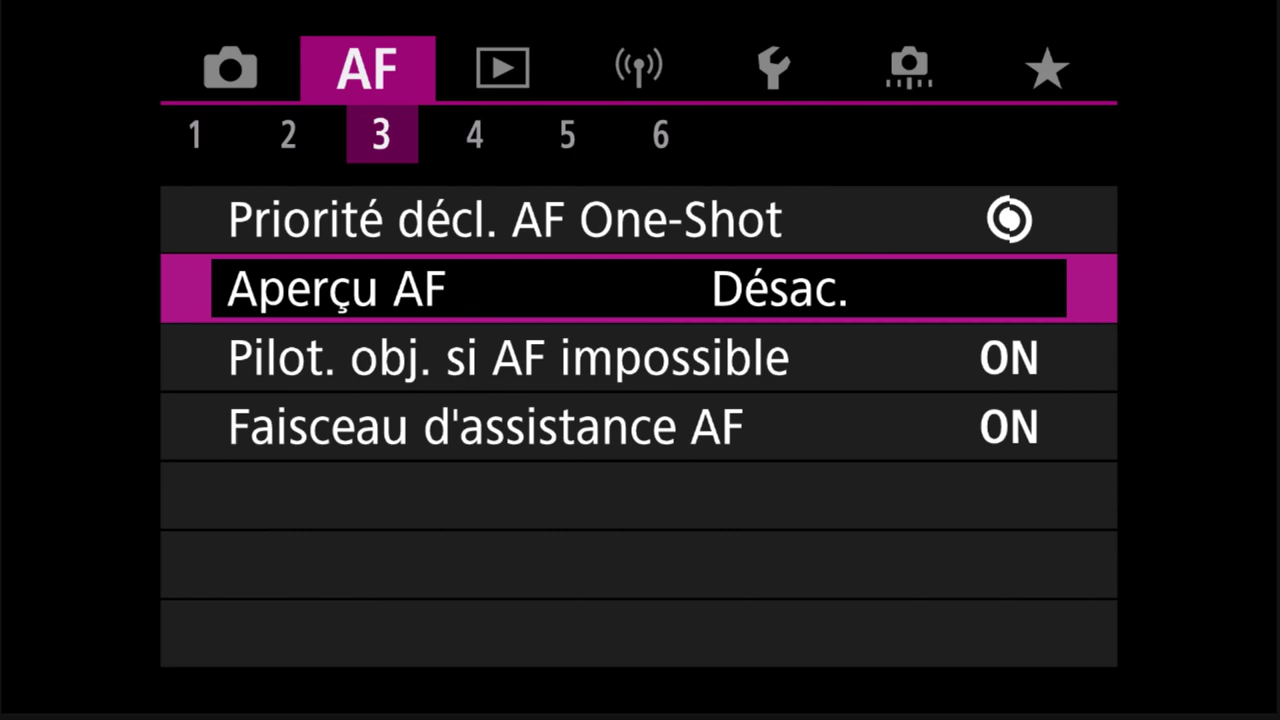 AF
1 2 3 4 5 6
Priorité décl. AF One-Shot
Aperçu AF Désac.
Pilot. obj. si AF impossible ON
Faisceau d'assistance AF ON